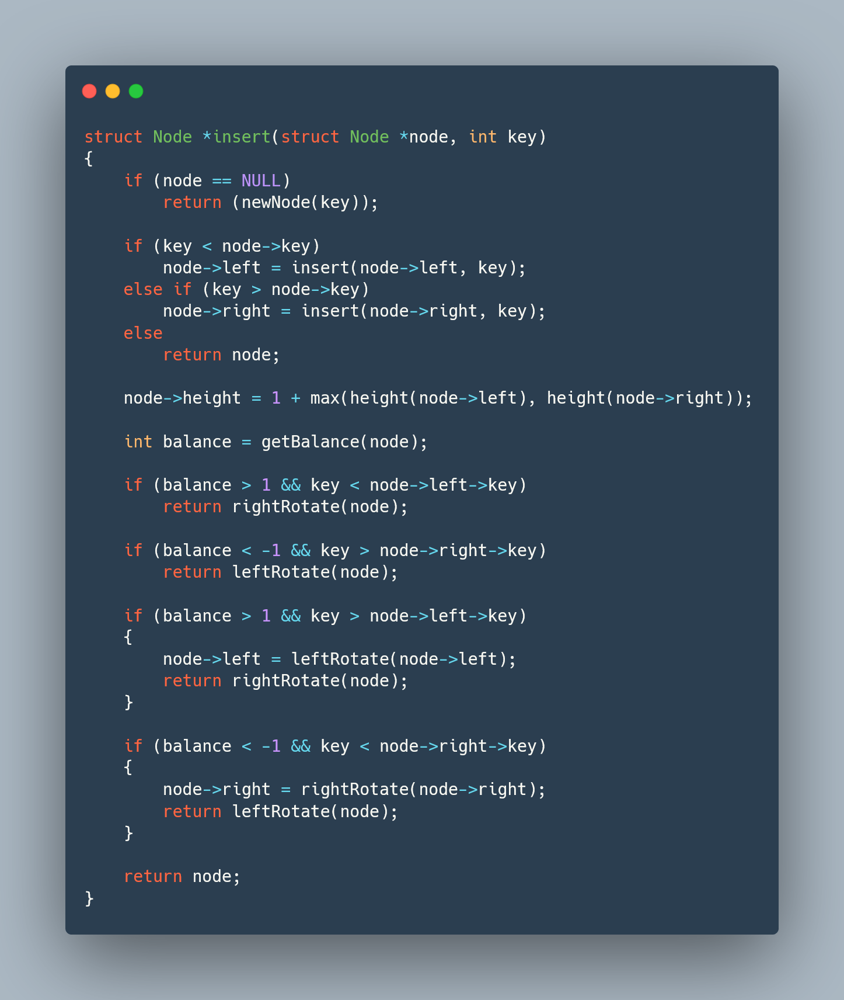 struct Node *insert(struct Node *node, int key)
{
    if (node == NULL)
        return (newNode(key));

    if (key < node->key)
        node->left = insert(node->left, key);
    else if (key > node->key)
        node->right = insert(node->right, key);
    else
        return node;

    node->height = 1 + max(height(node->left), height(node->right));

    int balance = getBalance(node);

    if (balance > 1 && key < node->left->key)
        return rightRotate(node);

    if (balance < -1 && key > node->right->key)
        return leftRotate(node);

    if (balance > 1 && key > node->left->key)
    {
        node->left = leftRotate(node->left);
        return rightRotate(node);
    }

    if (balance < -1 && key < node->right->key)
    {
        node->right = rightRotate(node->right);
        return leftRotate(node);
    }

    return node;
}